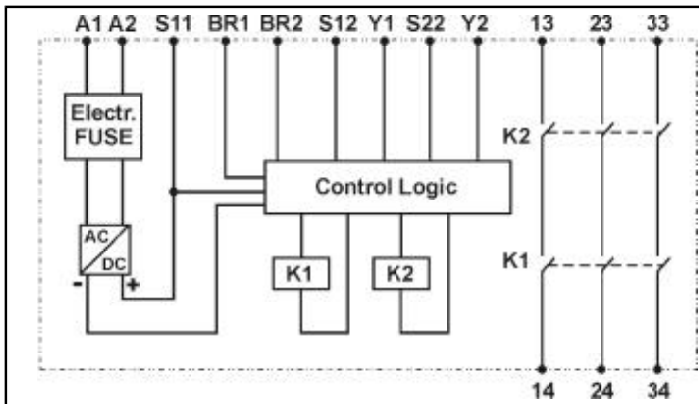 A1 A2 S11 BR1 BR2 S12 Y1 S22 Y2 13 23 33
Electr.
FUSE
K2
Control Logic
AC
DC
K1
K1 K2
- +
14 24 34